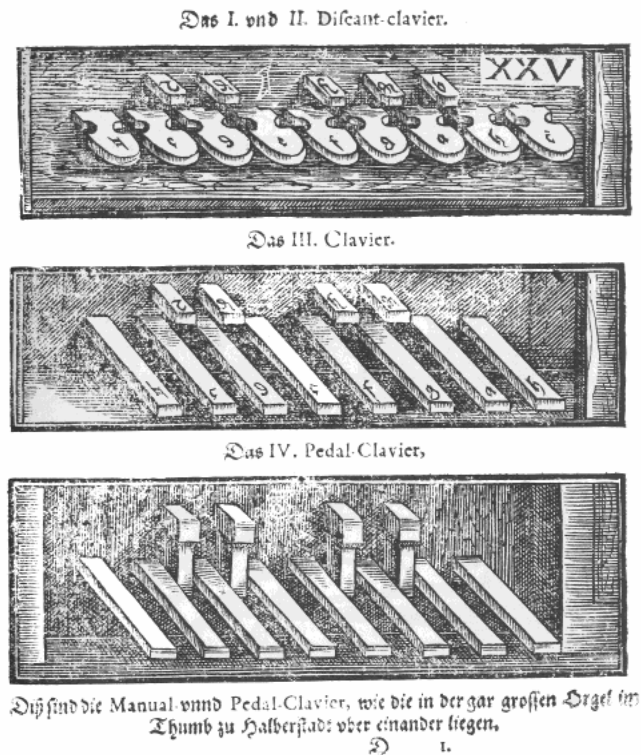 Das I. vnd II. Diſcant-clavier.
XXV
Das III. Clavier.
Das IV. Pedal-Clavier,
Diß ſind die Manual-vnnd Pedal-Clavier, wie die in der gar groſſen Orgel im
Thumb zu Halberſtadt vber einander liegen.
D 1.